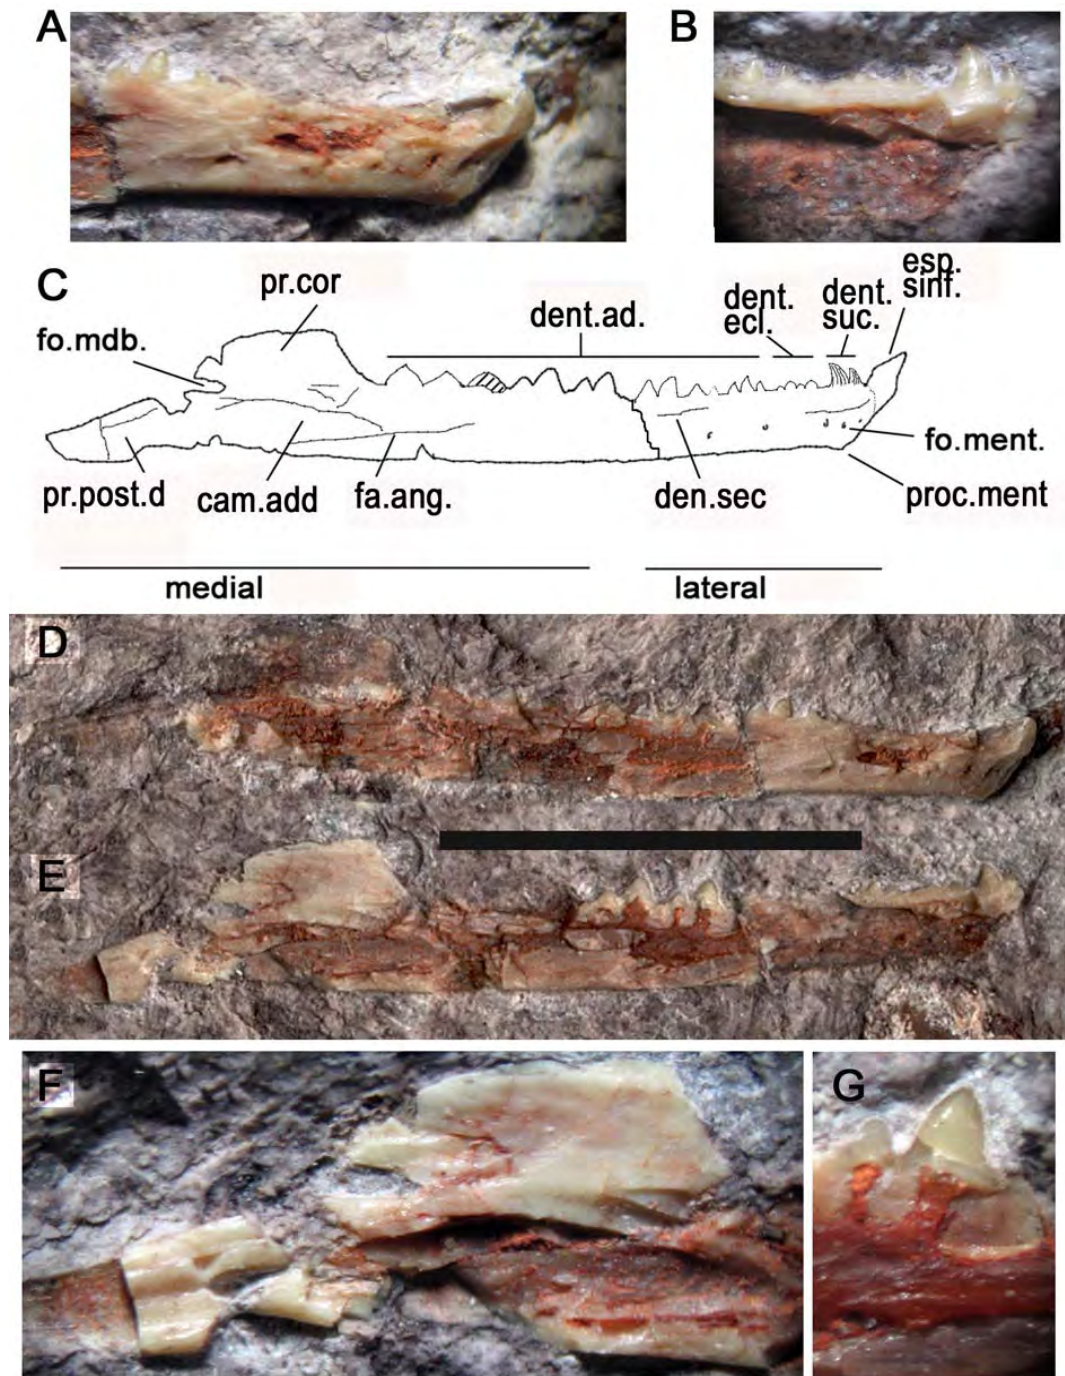 A
B
C
pr.cor
fo.mdb.
dent.ad.
dent.
ecl.
dent.
suc.
esp.
sinf.
fo.ment.
pr.post.d
cam.add
fa.ang.
den.sec
proc.ment
medial
lateral
D
E
F
G